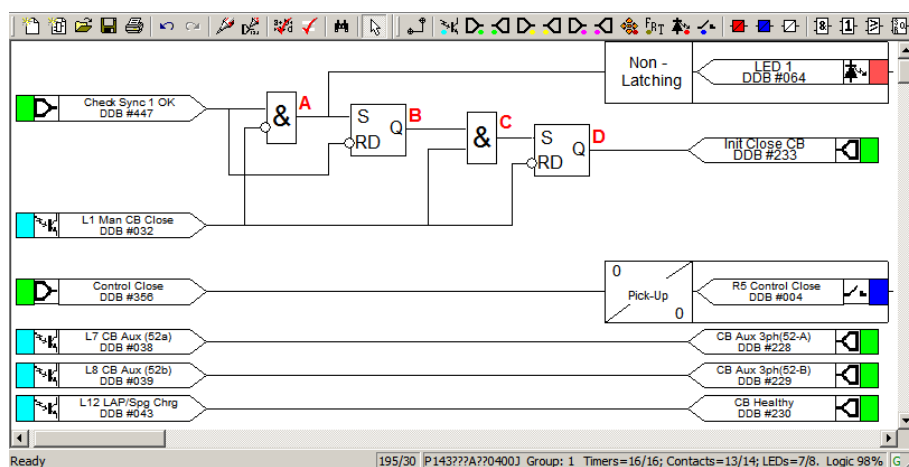 Non -
Latching
LED 1
DDB #064
Check Sync 1 OK
DDB #447
&
A
S
Q
RD
B
&
C
S
Q
RD
D
Init Close CB
DDB #233
L1 Man CB Close
DDB #032
Control Close
DDB #356
0
Pick-Up
0
R5 Control Close
DDB #004
L7 CB Aux (52a)
DDB #038
CB Aux 3ph(52-A)
DDB #228
L8 CB Aux (52b)
DDB #039
CB Aux 3ph(52-B)
DDB #229
L12 LAP/Spg Chrg
DDB #043
CB Healthy
DDB #230
Ready
195/30 P143???A??0400J Group: 1 Timers=16/16; Contacts=13/14; LEDs=7/8. Logic 98% G